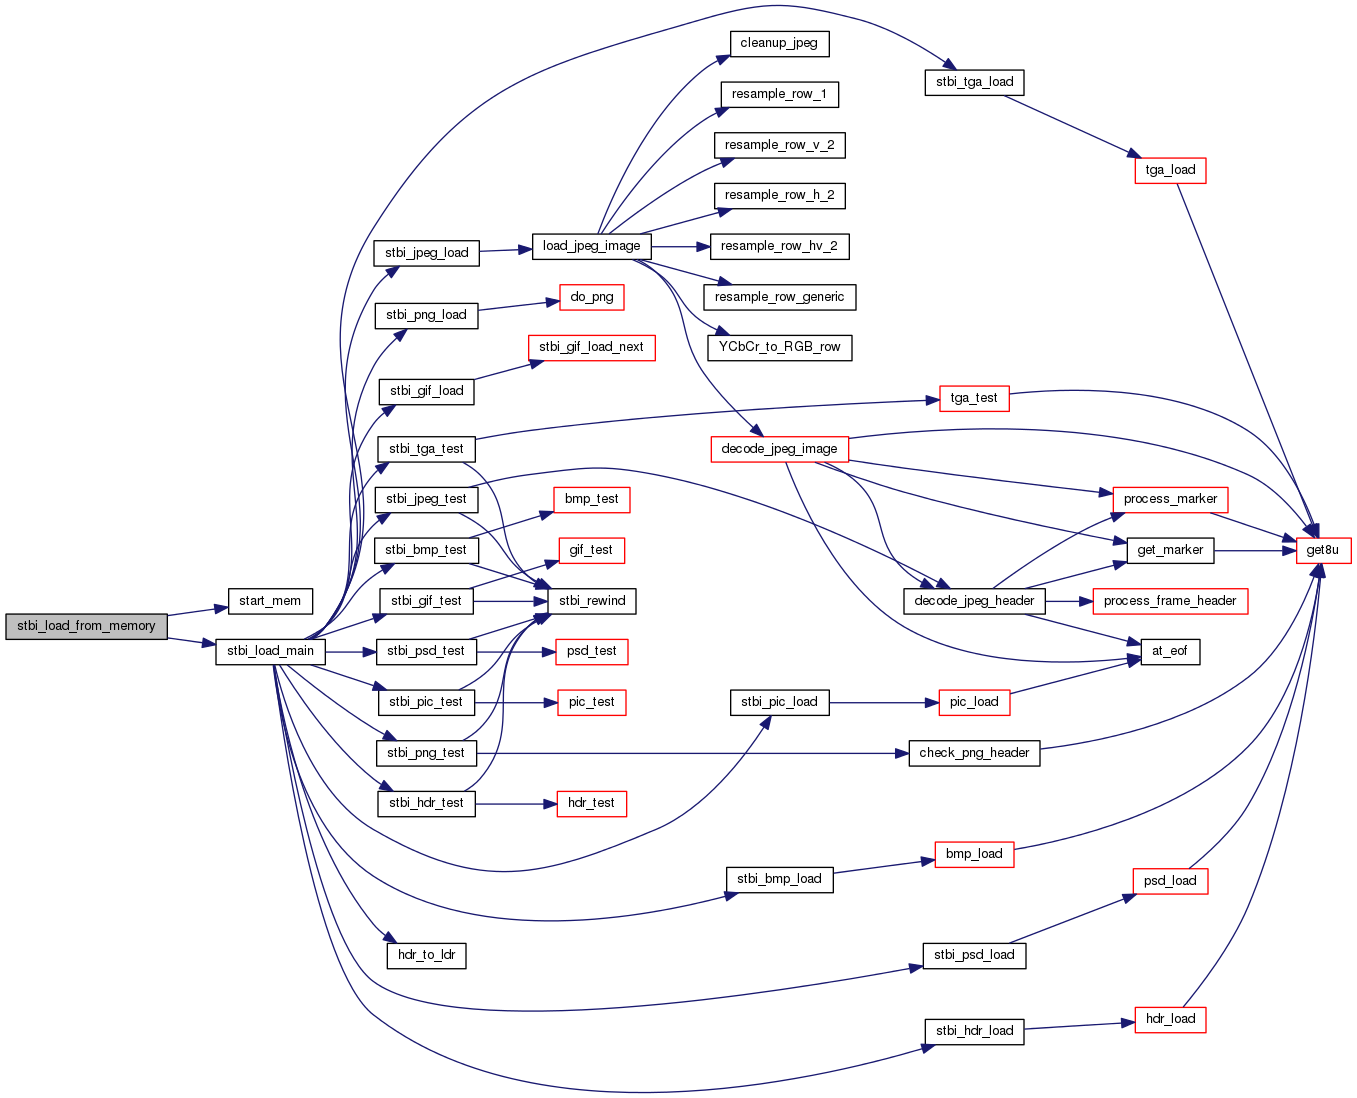 cleanup_jpeg
stbi_tga_load
resample_row_1
resample_row_v_2
tga_load
resample_row_h_2
stbi_jpeg_load
load_jpeg_image
resample_row_hv_2
do_png
resample_row_generic
stbi_png_load
stbi_gif_load_next
YCbCr_to_RGB_row
stbi_gif_load
tga_test
stbi_tga_test
decode_jpeg_image
stbi_jpeg_test
bmp_test
process_marker
stbi_bmp_test
gif_test
get_marker
get8u
start_mem
stbi_gif_test
stbi_rewind
decode_jpeg_header
process_frame_header
stbi_load_from_memory
stbi_load_main
stbi_psd_test
psd_test
at_eof
stbi_pic_test
pic_test
stbi_pic_load
pic_load
stbi_png_test
check_png_header
stbi_hdr_test
hdr_test
bmp_load
stbi_bmp_load
psd_load
hdr_to_ldr
stbi_psd_load
hdr_load
stbi_hdr_load